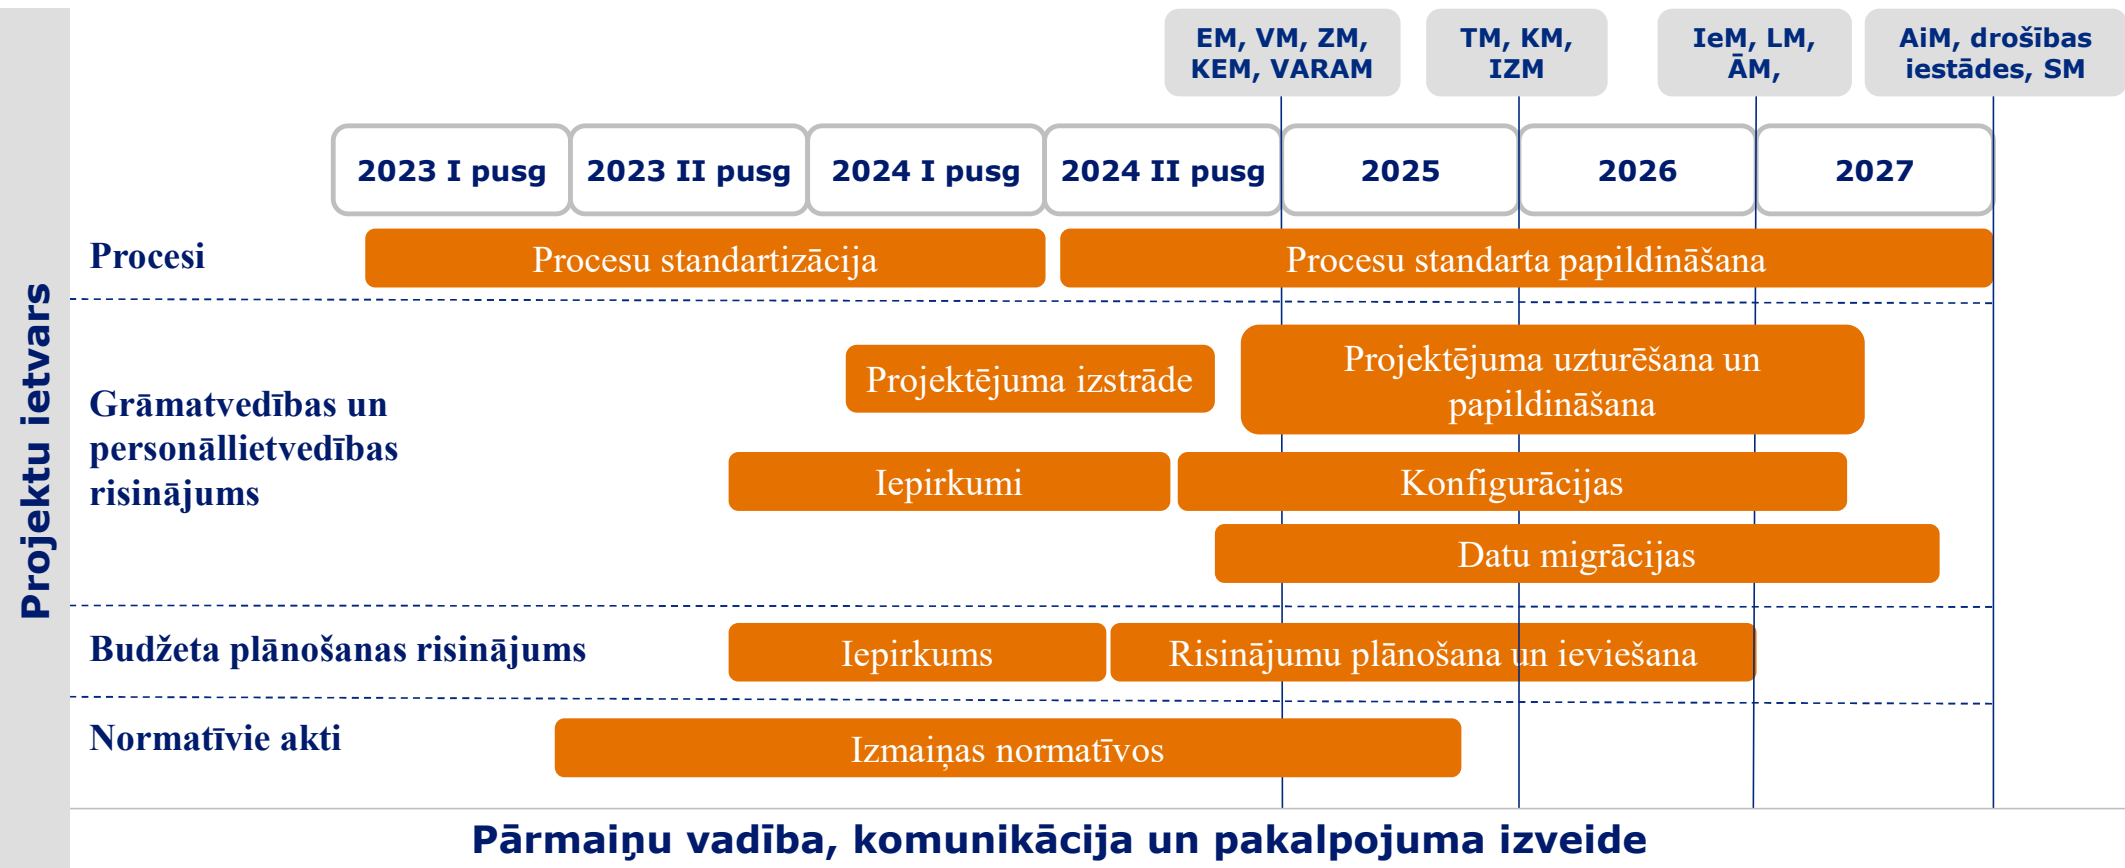 EM, VM, ZM,
KEM, VARAM
TM, KM,
IZM
IeM, LM,
ĀM,
AiM, drošības
iestādes, SM
2023 I pusg
2023 II pusg
2024 I pusg
2024 II pusg
2025
2026
2027
Projektu ietvars
Procesi
Procesu standartizācija
Procesu standarta papildināšana
Grāmatvedības un
personāllietvedības
risinājums
Projektējuma izstrāde
Projektējuma uzturēšana un
papildināšana
Iepirkumi
Konfigurācijas
Datu migrācijas
Budžeta plānošanas risinājums
Iepirkums
Risinājumu plānošana un ieviešana
Normatīvie akti
Izmaiņas normatīvos
Pārmaiņu vadība, komunikācija un pakalpojuma izveide